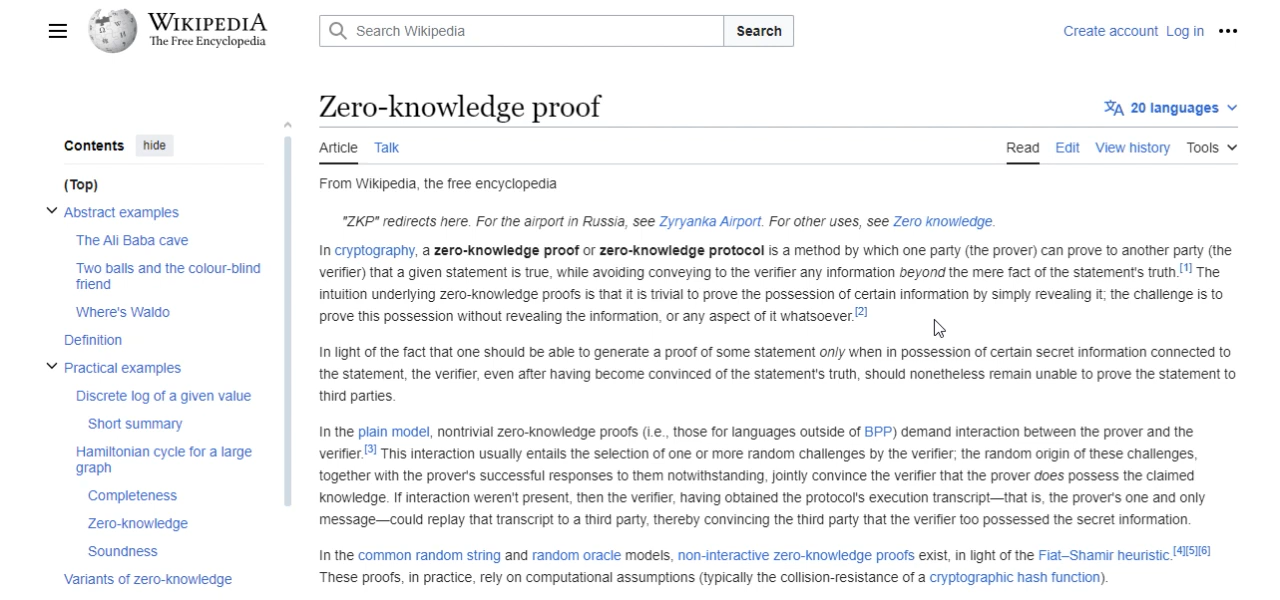 WIKIPEDIA
The Free Encyclopedia
Search Wikipedia
Search
Create account Log in
Zero-knowledge proof
20 languages
Contents hide
Article Talk
Read Edit View history Tools
(Top)
Abstract examples
The Ali Baba cave
Two balls and the colour-blind
friend
Where's Waldo
Definition
Practical examples
Discrete log of a given value
Short summary
Hamiltonian cycle for a large
graph
Completeness
Zero-knowledge
Soundness
Variants of zero-knowledge
From Wikipedia, the free encyclopedia
"ZKP" redirects here. For the airport in Russia, see Zyryanka Airport. For other uses, see Zero knowledge.
In cryptography, a zero-knowledge proof or zero-knowledge protocol is a method by which one party (the prover) can prove to another party (the
verifier) that a given statement is true, while avoiding conveying to the verifier any information beyond the mere fact of the statement's truth.[1] The
intuition underlying zero-knowledge proofs is that it is trivial to prove the possession of certain information by simply revealing it; the challenge is to
prove this possession without revealing the information, or any aspect of it whatsoever.[2]
In light of the fact that one should be able to generate a proof of some statement only when in possession of certain secret information connected to
the statement, the verifier, even after having become convinced of the statement's truth, should nonetheless remain unable to prove the statement to
third parties.
In the plain model, nontrivial zero-knowledge proofs (i.e., those for languages outside of BPP) demand interaction between the prover and the
verifier.[3] This interaction usually entails the selection of one or more random challenges by the verifier; the random origin of these challenges,
together with the prover's successful responses to them notwithstanding, jointly convince the verifier that the prover does possess the claimed
knowledge. If interaction weren't present, then the verifier, having obtained the protocol's execution transcript—that is, the prover's one and only
message—could replay that transcript to a third party, thereby convincing the third party that the verifier too possessed the secret information.
In the common random string and random oracle models, non-interactive zero-knowledge proofs exist, in light of the Fiat–Shamir heuristic.[4][5][6]
These proofs, in practice, rely on computational assumptions (typically the collision-resistance of a cryptographic hash function).